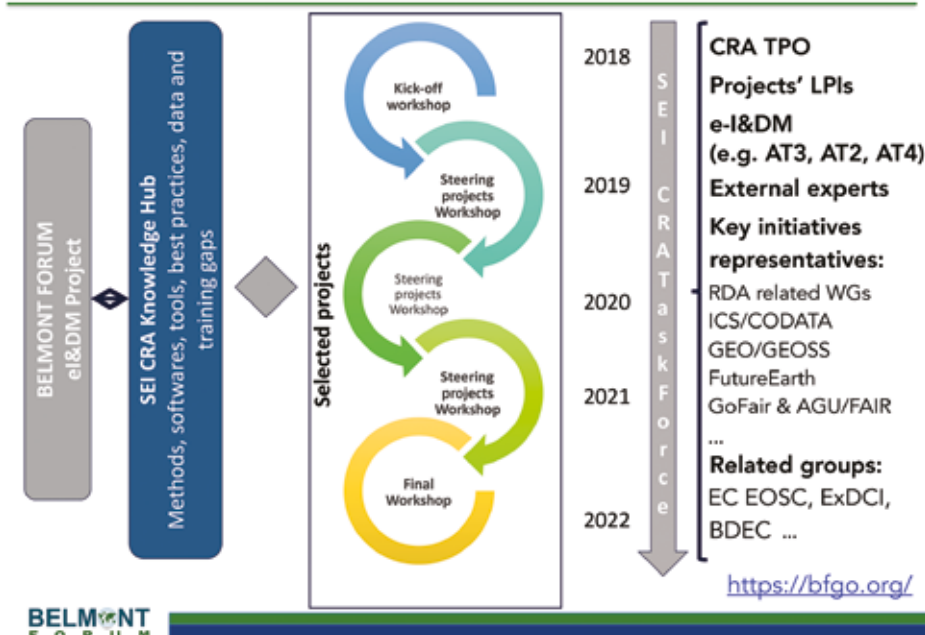 BELMONT FORUM
eI&DM Project
SEI CRA Knowledge Hub
Methods, softwares, tools, best practices, data and
training gaps
Selected projects
Kick-off
workshop
Steering
projects
Workshop
Steering
projects
Workshop
Steering
projects
Workshop
Final
Workshop
2018
2019
2020
2021
2022
SEI CRATaskForce
CRA TPO
Projects' LPIs
e-I&DM
(e.g. AT3, AT2, AT4)
External experts
Key initiatives
representatives:
RDA related WGs
ICS/CODATA
GEO/GEOSS
FutureEarth
GoFair & AGU/FAIR
...
Related groups:
EC EOSC, ExDCI,
BDEC ...
https://bfgo.org/
BELMONT
FORUM